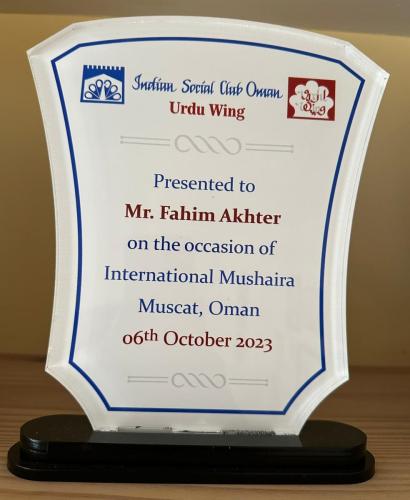 Indian Social Club Oman
Urdu Wing
Presented to
Mr. Fahim Akhter
on the occasion of
International Mushaira
Muscat, Oman
06th October 2023